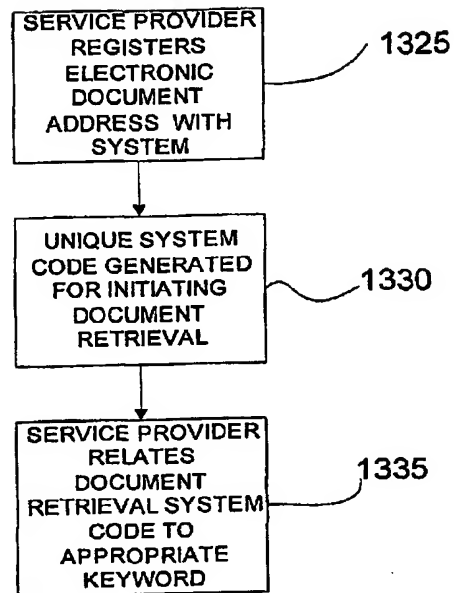 SERVICE PROVIDER
REGISTERS
ELECTRONIC
DOCUMENT
ADDRESS WITH
SYSTEM
1325
UNIQUE SYSTEM
CODE GENERATED
FOR INITIATING
DOCUMENT
RETRIEVAL
1330
SERVICE PROVIDER
RELATES
DOCUMENT
RETRIEVAL SYSTEM
CODE TO
APPROPRIATE
KEYWORD
1335